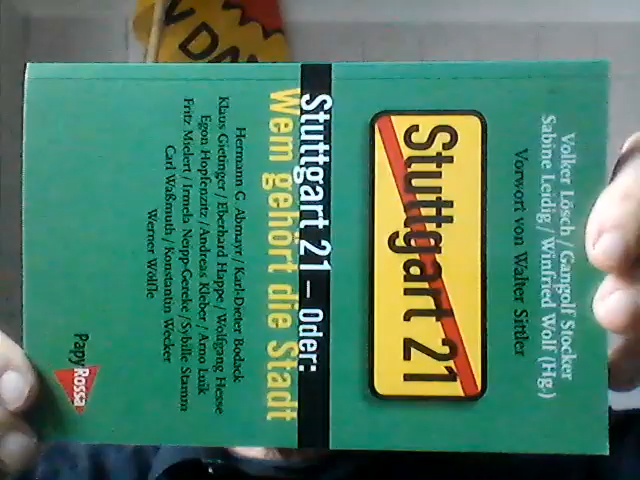 Volker Lösch / Gangolf Stocker
Sabine Leidig / Winfried Wolf (Hg)
Vorwort von Walter Sittler
Stuttgart 21
Stuttgart 21 – oder:
Wem gehört die Stadt
Hermann G. Abmayr / Karl-Dieter Bodack
Klaus Gietinger / Eberhard Happe / Wolfgang Hesse
Egon Hopfenzitz / Andreas Kleber / Arno Luik
Fritz Mielert / Irmela Neipp-Gereke / Sybille Stamm
Carl Waßmuth / Konstantin Wecker
Werner Wölfle
PapyRossa